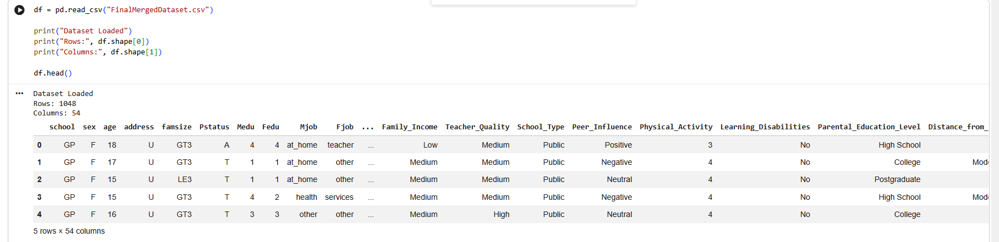 df = pd.read_csv("FinalMergedDataset.csv")
print("Dataset Loaded")
print("Rows:", df.shape[0])
print("Columns:", df.shape[1])
df.head()
Dataset Loaded
Rows: 1048
Columns: 54
school sex age address famsize Pstatus Medu Fedu Mjob Fjob ... Family_Income Teacher_Quality School_Type Peer_Influence Physical_Activity Learning_Disabilities Parental_Education_Level Distance_from_
0 GP F 18 U GT3 A 4 4 at_home teacher ... Low Medium Public Positive 3 No High School
1 GP F 17 U GT3 T 1 1 at_home other ... Medium Medium Public Negative 4 No College Mod
2 GP F 15 U LE3 T 1 1 at_home other ... Medium Medium Public Neutral 4 No Postgraduate
3 GP F 15 U GT3 T 4 2 health services ... Medium Medium Public Negative 4 No High School Mod
4 GP F 16 U GT3 T 3 3 other other ... Medium High Public Neutral 4 No College
5 rows × 54 columns